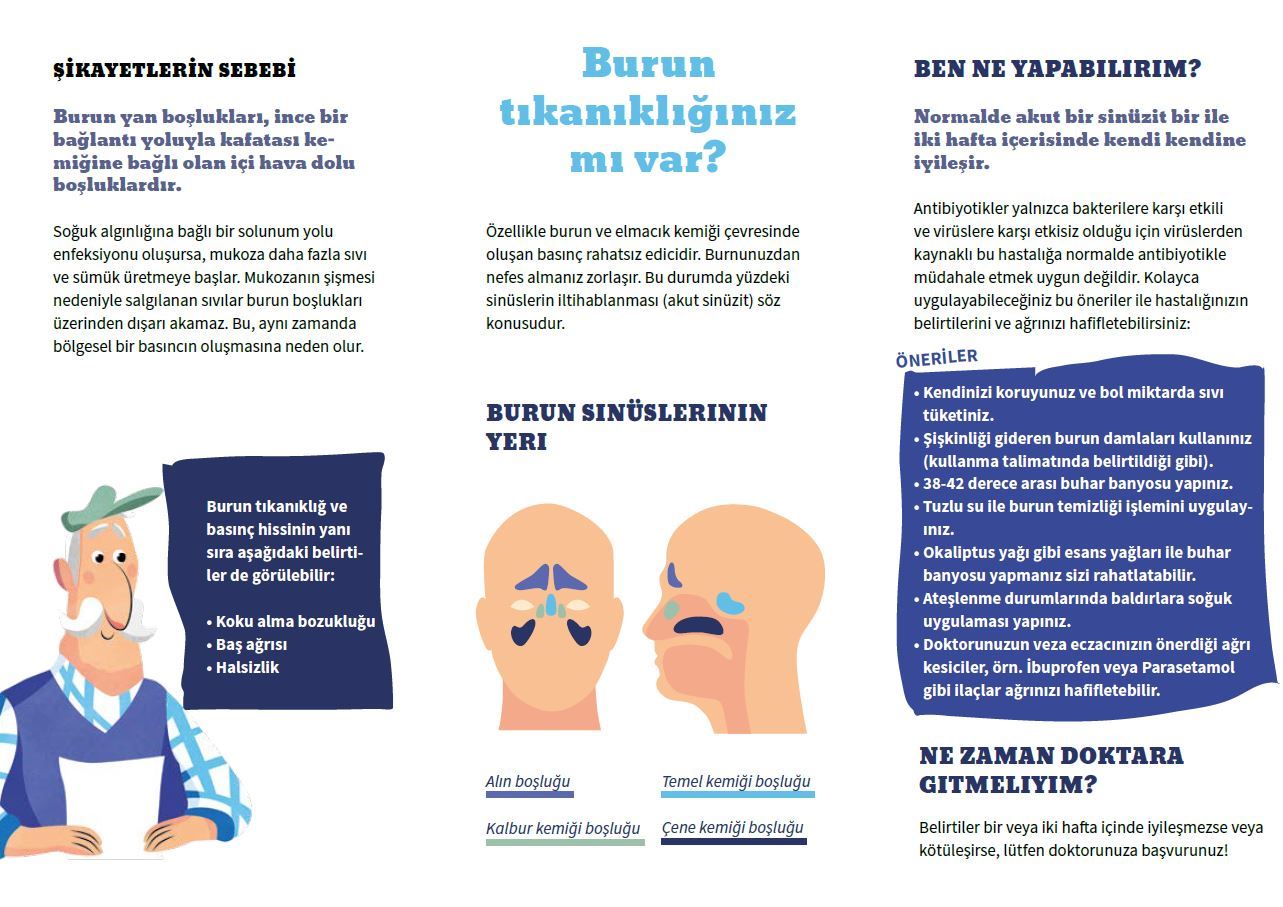 ŞİKAYETLERİN SEBEBİ
Burun yan boşlukları, ince bir
bağlantı yoluyla kafatası ke-
miğine bağlı olan içi hava dolu
boşluklardır.
Soğuk algınlığına bağlı bir solunum yolu
enfeksiyonu oluşursa, mukoza daha fazla sıvı
ve sümük üretmeye başlar. Mukozanın şişmesi
nedeniyle salgılanan sıvılar burun boşlukları
üzerinden dışarı akamaz. Bu, aynı zamanda
bölgesel bir basıncın oluşmasına neden olur.
Burun tıkanıklığ ve
basınç hissinin yanı
sıra aşağıdaki belirti-
ler de görülebilir:
• Koku alma bozukluğu
• Baş ağrısı
• Halsizlik
Burun
tıkanıklığınız
mı var?
Özellikle burun ve elmacık kemiği çevresinde
oluşan basınç rahatsız edicidir. Burnunuzdan
nefes almanız zorlaşır. Bu durumda yüzdeki
sinüslerin iltihablanması (akut sinüzit) söz
konusudur.
BURUN SINÜSLERININ
YERI
Alın boşluğu
Temel kemiği boşluğu
Kalbur kemiği boşluğu
Çene kemiği boşluğu
BEN NE YAPABILIRIM?
Normalde akut bir sinüzit bir ile
iki hafta içerisinde kendi kendine
iyileşir.
Antibiyotikler yalnızca bakterilere karşı etkili
ve virüslere karşı etkisiz olduğu için virüslerden
kaynaklı bu hastalığa normalde antibiyotikle
müdahale etmek uygun değildir. Kolayca
uygulayabileceğiniz bu öneriler ile hastalığınızın
belirtilerini ve ağrınızı hafifletebilirsiniz:
ÖNERİLER
• Kendinizi koruyunuz ve bol miktarda sıvı
tüketiniz.
• Şişkinliği gideren burun damlaları kullanınız
(kullanma talimatında belirtildiği gibi).
• 38-42 derece arası buhar banyosu yapınız.
• Tuzlu su ile burun temizliği işlemini uygulay-
ınız.
• Okaliptus yağı gibi esans yağları ile buhar
banyosu yapmanız sizi rahatlatabilir.
• Ateşlenme durumlarında baldırlara soğuk
uygulaması yapınız.
• Doktorunuzun veza eczacınızın önerdiği ağrı
kesiciler, örn. İbuprofen veya Parasetamol
gibi ilaçlar ağrınızı hafifletebilir.
NE ZAMAN DOKTARA
GITMELIYIM?
Belirtiler bir veya iki hafta içinde iyileşmezse veya
kötüleşirse, lütfen doktorunuza başvurunuz!